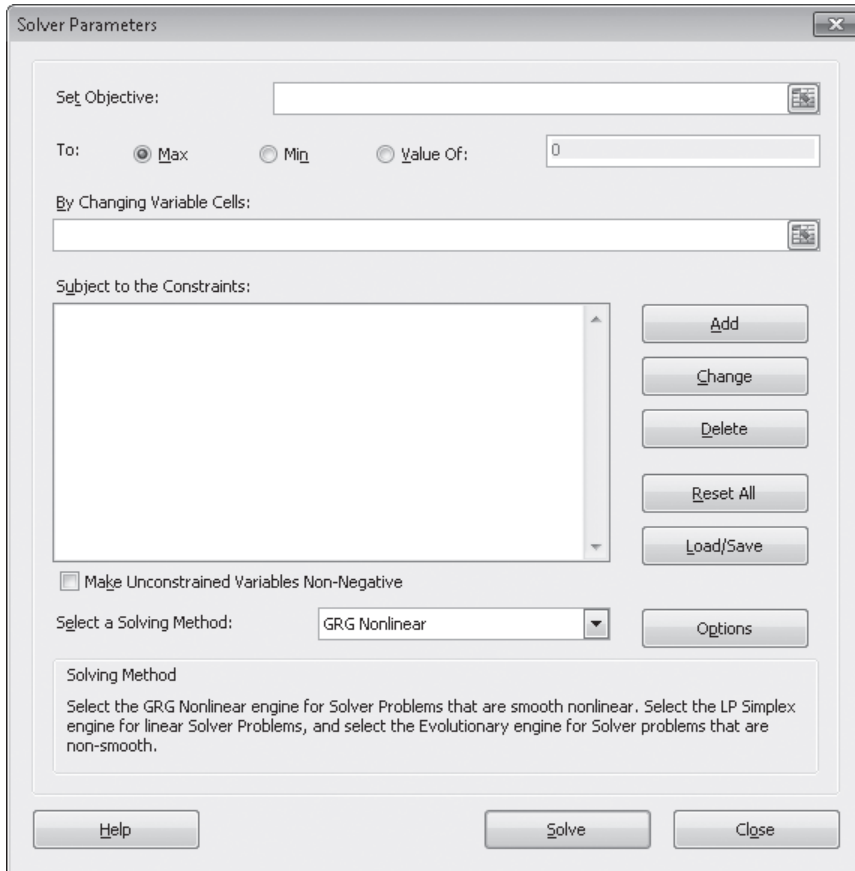 Solver Parameters
Set Objective:
To:
Max
Min
Value Of:
0
By Changing Variable Cells:
Subject to the Constraints:
Add
Change
Delete
Reset All
Load/Save
Make Unconstrained Variables Non-Negative
Select a Solving Method:
GRG Nonlinear
Options
Solving Method
Select the GRG Nonlinear engine for Solver Problems that are smooth nonlinear. Select the LP Simplex
engine for linear Solver Problems, and select the Evolutionary engine for Solver problems that are
non-smooth.
Help
Solve
Close